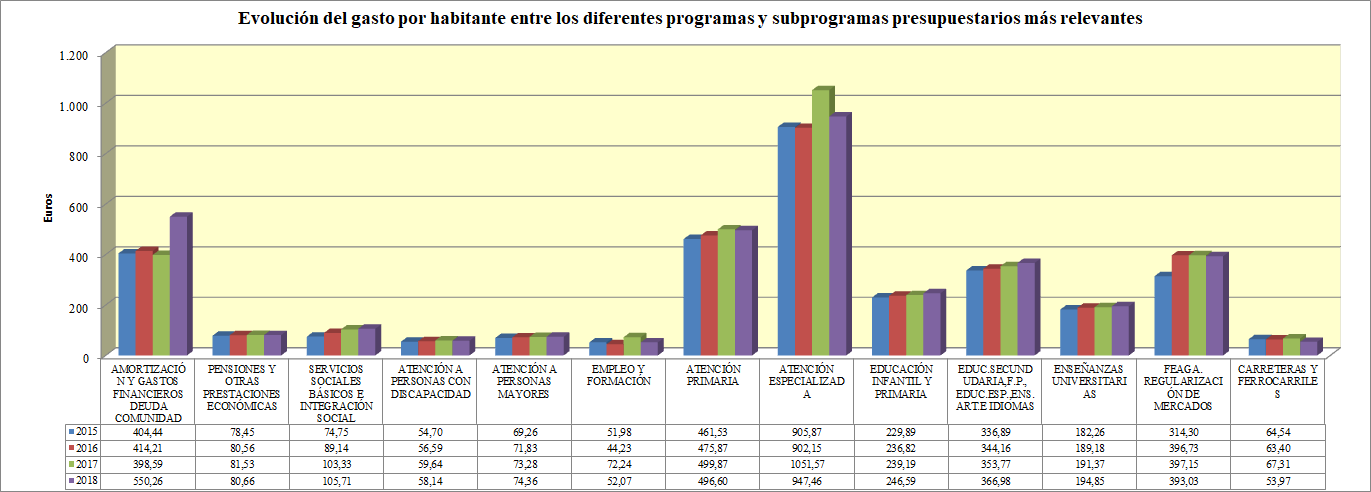 Evolución del gasto por habitante entre los diferentes programas y subprogramas presupuestarios más relevantes
Euros
1.200
1.000
800
600
400
200
0
AMORTIZACIÓ
N Y GASTOS
FINANCIEROS
DEUDA
COMUNIDAD
PENSIONES Y
OTRAS
PRESTACIONES
ECONÓMICAS
SERVICIOS
SOCIALES
BÁSICOS E
INTEGRACIÓN
SOCIAL
ATENCIÓN A
PERSONAS CON
DISCAPACIDAD
ATENCIÓN A
PERSONAS
MAYORES
EMPLEO Y
FORMACIÓN
ATENCIÓN
PRIMARIA
ATENCIÓN
ESPECIALIZAD
A
EDUCACIÓN
INFANTIL Y
PRIMARIA
EDUC.SECUND
UDARIA,F.P.,
EDUC.ESP.,ENS.
ART.E IDIOMAS
ENSEÑANZAS
UNIVERSITARI
AS
FEAGA.
REGULARIZACI
ÓN DE
MERCADOS
CARRETERAS Y
FERROCARRILE
S
2015 404,44 78,45 74,75 54,70 69,26 51,98 461,53 905,87 229,89 336,89 182,26 314,30 64,54
2016 414,21 80,56 89,14 56,59 71,83 44,23 475,87 902,15 236,82 344,16 189,18 396,73 63,40
2017 398,59 81,53 103,33 59,64 73,28 72,24 499,87 1051,57 239,19 353,77 191,37 397,15 67,31
2018 550,26 80,66 105,71 58,14 74,36 52,07 496,60 947,46 246,59 366,98 194,85 393,03 53,97